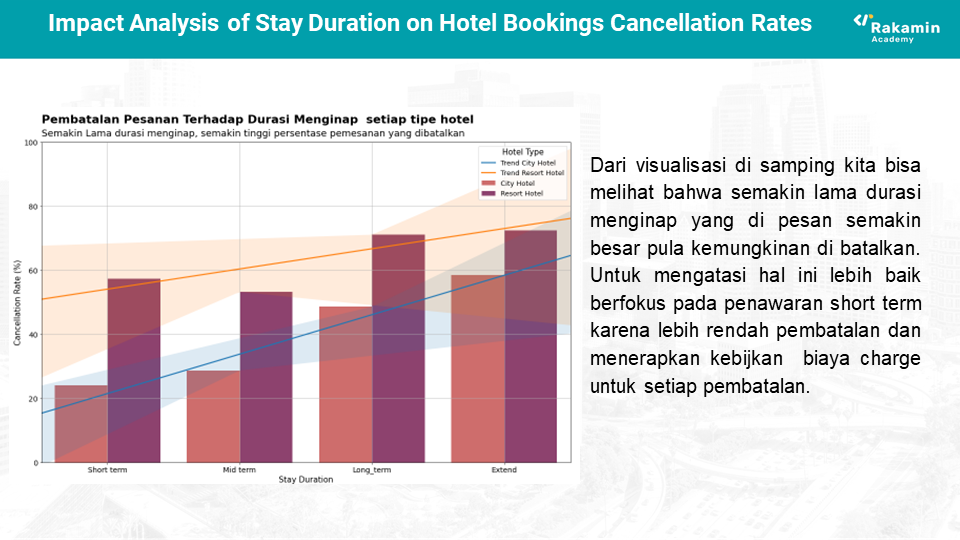 Impact Analysis of Stay Duration on Hotel Bookings Cancellation Rates
Rakamin
Academy
Pembatalan Pesanan Terhadap Durasi Menginap  setiap tipe hotel
Semakin Lama durasi menginap, semakin tinggi persentase pemesanan yang dibatalkan
100
80
60
40
20
0
Cancellation Rate (%)
Hotel Type
Trend City Hotel
Trend Resort Hotel
City Hotel
Resort Hotel
Short term
Mid term
Long_term
Extend
Stay Duration
Dari visualisasi di samping kita bisa
melihat bahwa semakin lama durasi
menginap yang di pesan semakin
besar pula kemungkinan di batalkan.
Untuk mengatasi hal ini lebih baik
berfokus pada penawaran short term
karena lebih rendah pembatalan dan
menerapkan kebijkan  biaya charge
untuk setiap pembatalan.